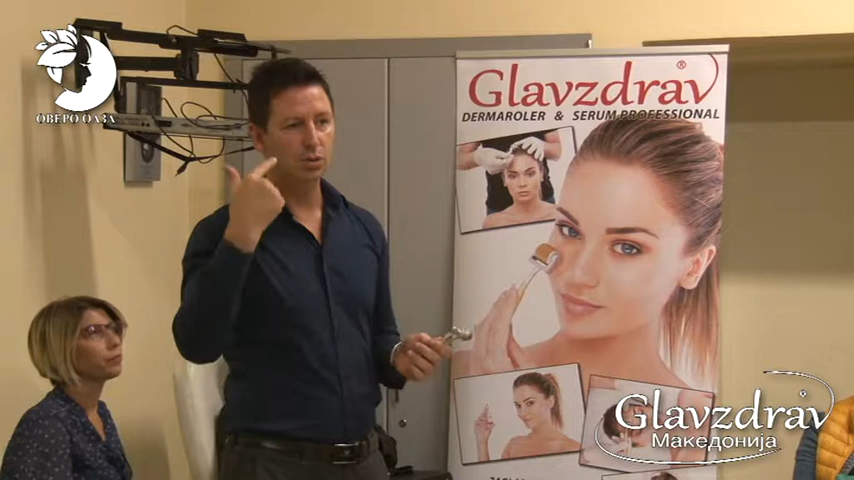 ОВЕРО ОАЗА
Glavzdrav®
DERMAROLER & SERUM PROFESSIONAL
Glavzdrav®
Македонија